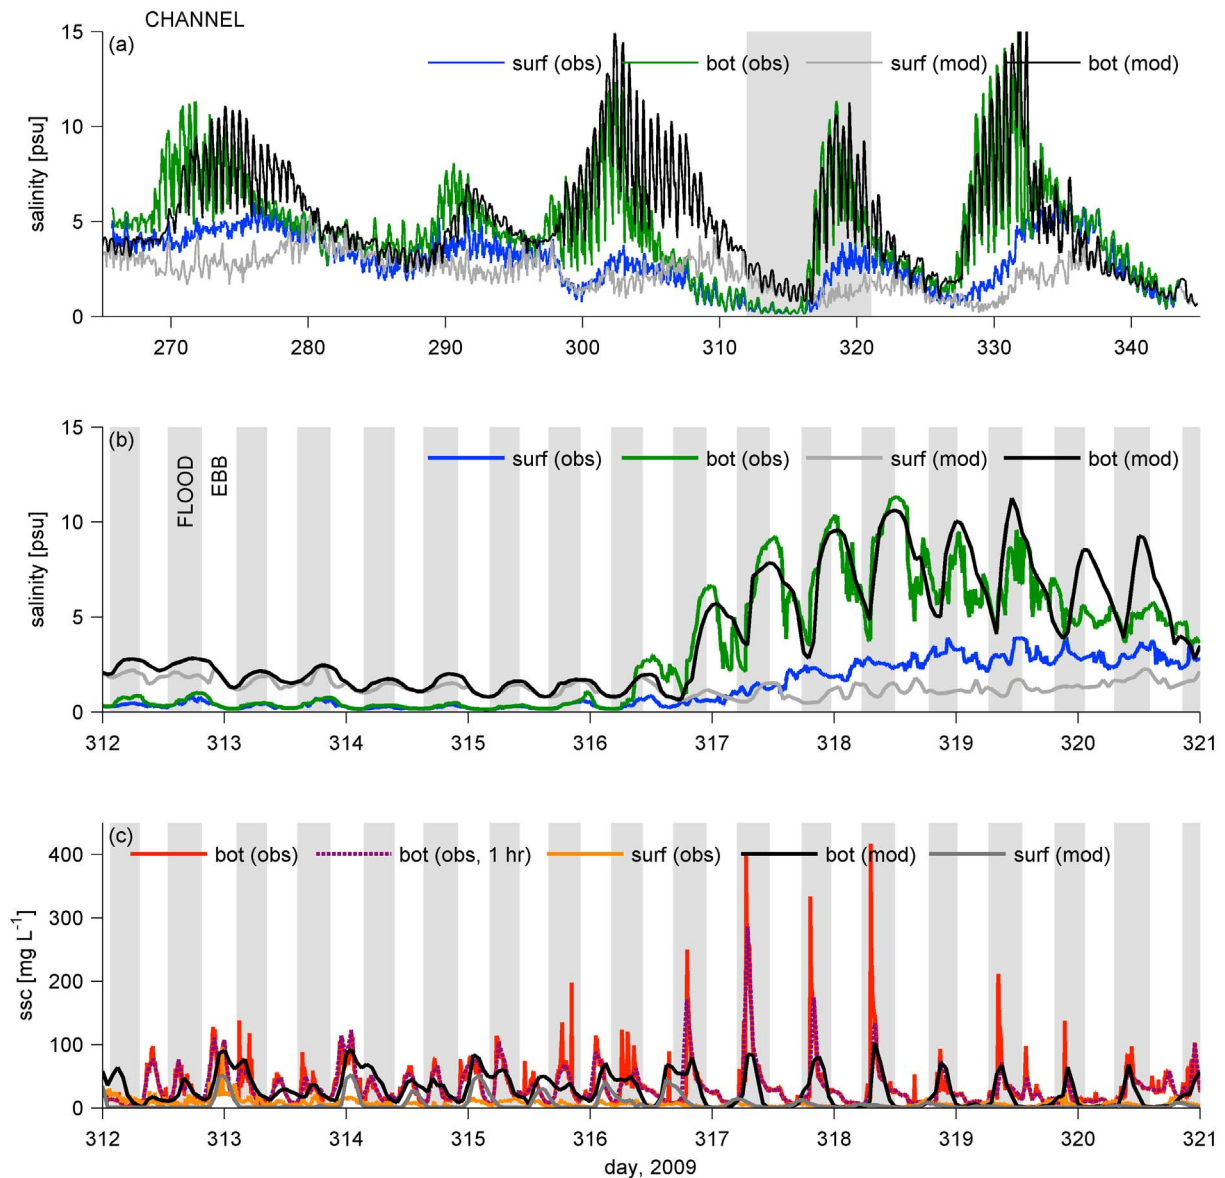 CHANNEL
(a)
surf (obs) bot (obs) surf (mod) bot (mod)
salinity [psu]
15
10
5
0
270 280 290 300 310 320 330 340
(b)
surf (obs) bot (obs) surf (mod) bot (mod)
FLOOD
EBB
salinity [psu]
15
10
5
0
312 313 314 315 316 317 318 319 320 321
(c)
bot (obs) bot (obs, 1 hr) surf (obs) bot (mod) surf (mod)
ssc [mg L⁻¹]
400
300
200
100
0
312 313 314 315 316 317 318 319 320 321
day, 2009